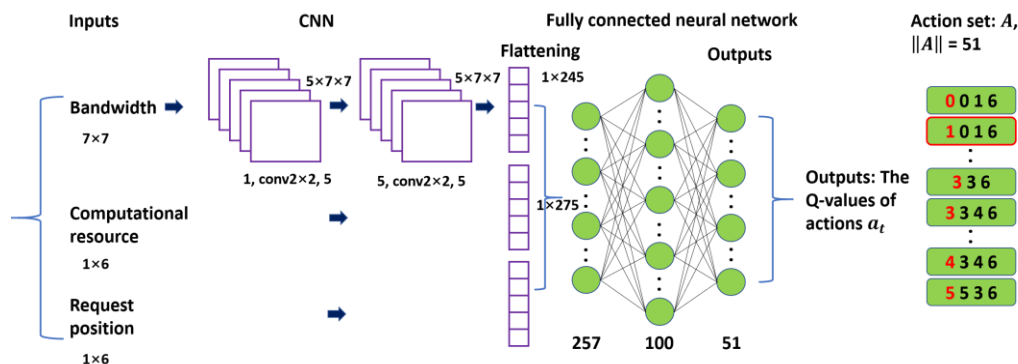 Inputs
CNN
Fully connected neural network
Action set: A,
‖A‖ = 51
Flattening
Outputs
5×7×7
5×7×7
1×245
Bandwidth
7×7
1, conv2×2, 5
5, conv2×2, 5
Computational
resource
1×6
1×275
Request
position
1×6
257
100
51
Outputs: The
Q-values of
actions a_t
0 0 1 6
1 0 1 6
3 3 6
3 3 4 6
4 3 4 6
5 5 3 6